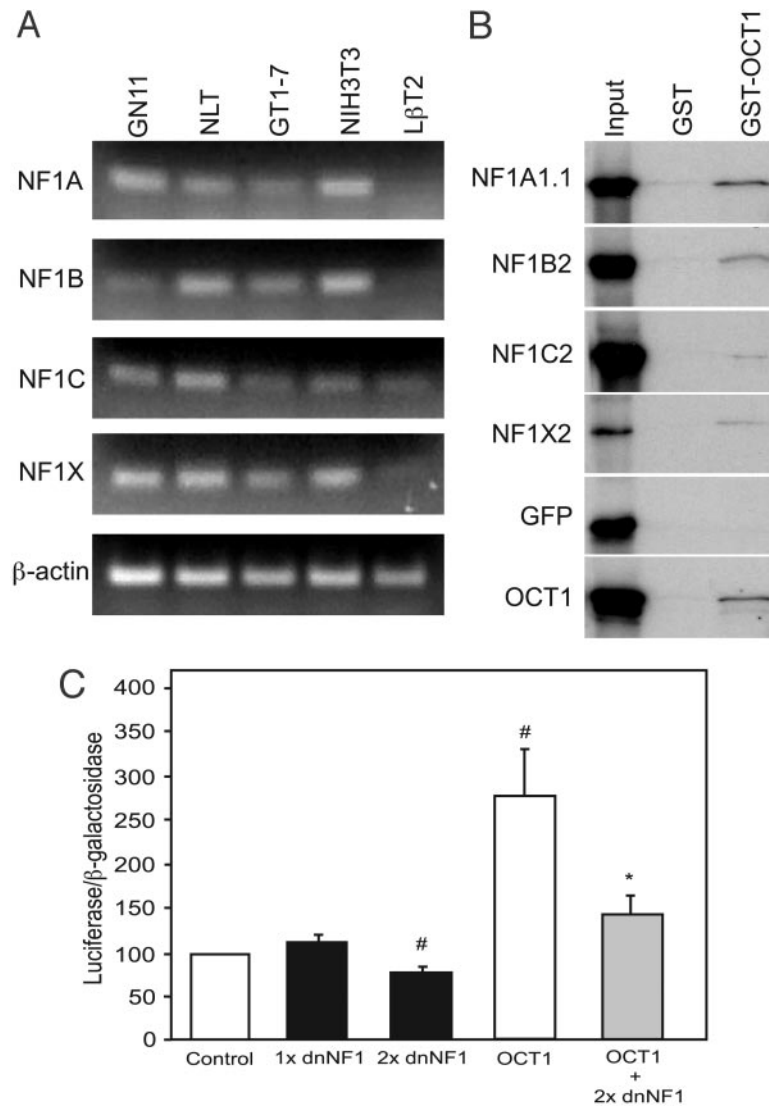 A
GN11
NLT
GT1-7
NIH3T3
LβT2
NF1A
NF1B
NF1C
NF1X
β-actin
B
Input
GST
GST-OCT1
NF1A1.1
NF1B2
NF1C2
NF1X2
GFP
OCT1
C
Luciferase/β-galactosidase
400
350
300
250
200
150
100
50
0
#
#
*
Control
1x dnNF1
2x dnNF1
OCT1
OCT1
+
2x dnNF1